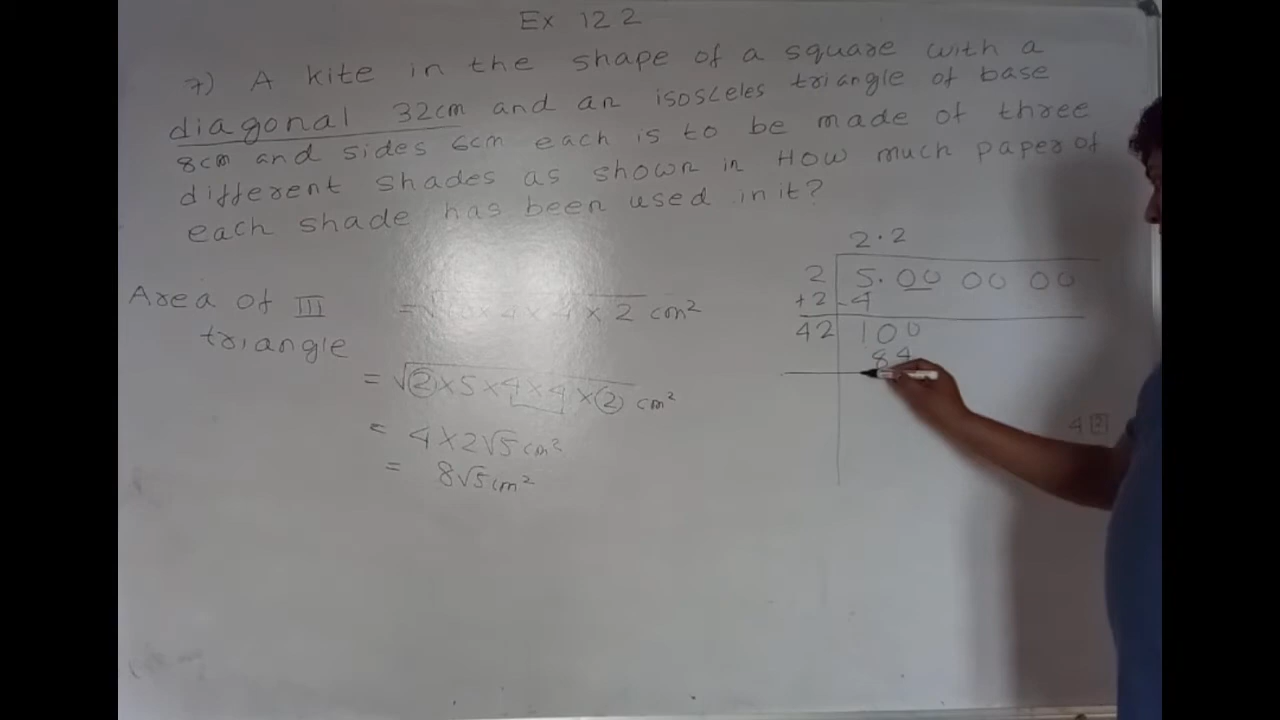 Ex 12 2
7) A kite in the shape of a square with a
diagonal 32cm and an isosceles triangle of base
8cm and sides 6cm each is to be made of three
different shades as shown in How much paper of
each shade has been used in it?
Area of III
triangle
= √10 × 4 × 4 × 2 cm²
= √2 × 5 × 4 × 4 × 2 cm²
= 4 × 2√5 cm²
= 8√5 cm²
2.2
2 5.00 00 00
+2 -4
42 100
84
4 2